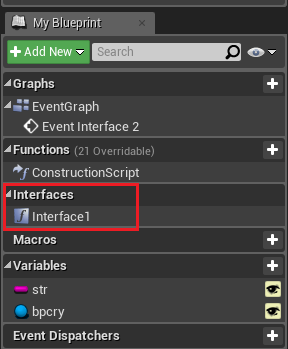 My Blueprint
Add New Search
Graphs
EventGraph
Event Interface 2
Functions (21 Overridable)
ConstructionScript
Interfaces
Interface1
Macros
Variables
str
bpcry
Event Dispatchers